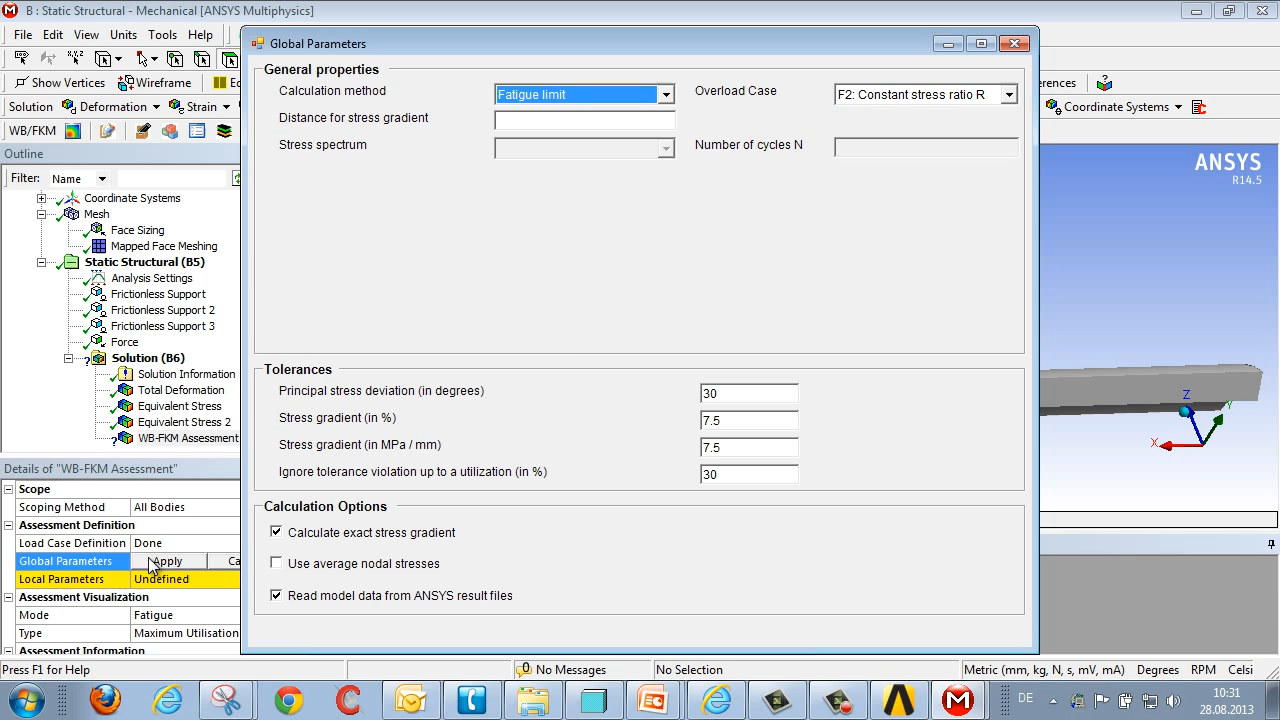 B : Static Structural - Mechanical [ANSYS Multiphysics]
File Edit View Units Tools Help
Show Vertices Wireframe
Solution Deformation Strain
Coordinate Systems
WB/FKM
Outline
Filter: Name
Coordinate Systems
Mesh
Face Sizing
Mapped Face Meshing
Static Structural (B5)
Analysis Settings
Frictionless Support
Frictionless Support 2
Frictionless Support 3
Force
Solution (B6)
Solution Information
Total Deformation
Equivalent Stress
Equivalent Stress 2
WB-FKM Assessment
Details of "WB-FKM Assessment"
Scope
Scoping Method All Bodies
Assessment Definition
Load Case Definition Done
Global Parameters Apply
Local Parameters Undefined
Assessment Visualization
Mode Fatigue
Type Maximum Utilisation
Assessment Information
Global Parameters
General properties
Calculation method Fatigue limit Overload Case F2: Constant stress ratio R
Distance for stress gradient
Stress spectrum Number of cycles N
Tolerances
Principal stress deviation (in degrees) 30
Stress gradient (in %) 7.5
Stress gradient (in MPa / mm) 7.5
Ignore tolerance violation up to a utilization (in %) 30
Calculation Options
Calculate exact stress gradient
Use average nodal stresses
Read model data from ANSYS result files
ANSYS
R14.5
Z
Y
X
Press F1 for Help 0 No Messages No Selection Metric (mm, kg, N, s, mV, mA) Degrees RPM Celsi
DE 10:31
28.08.2013